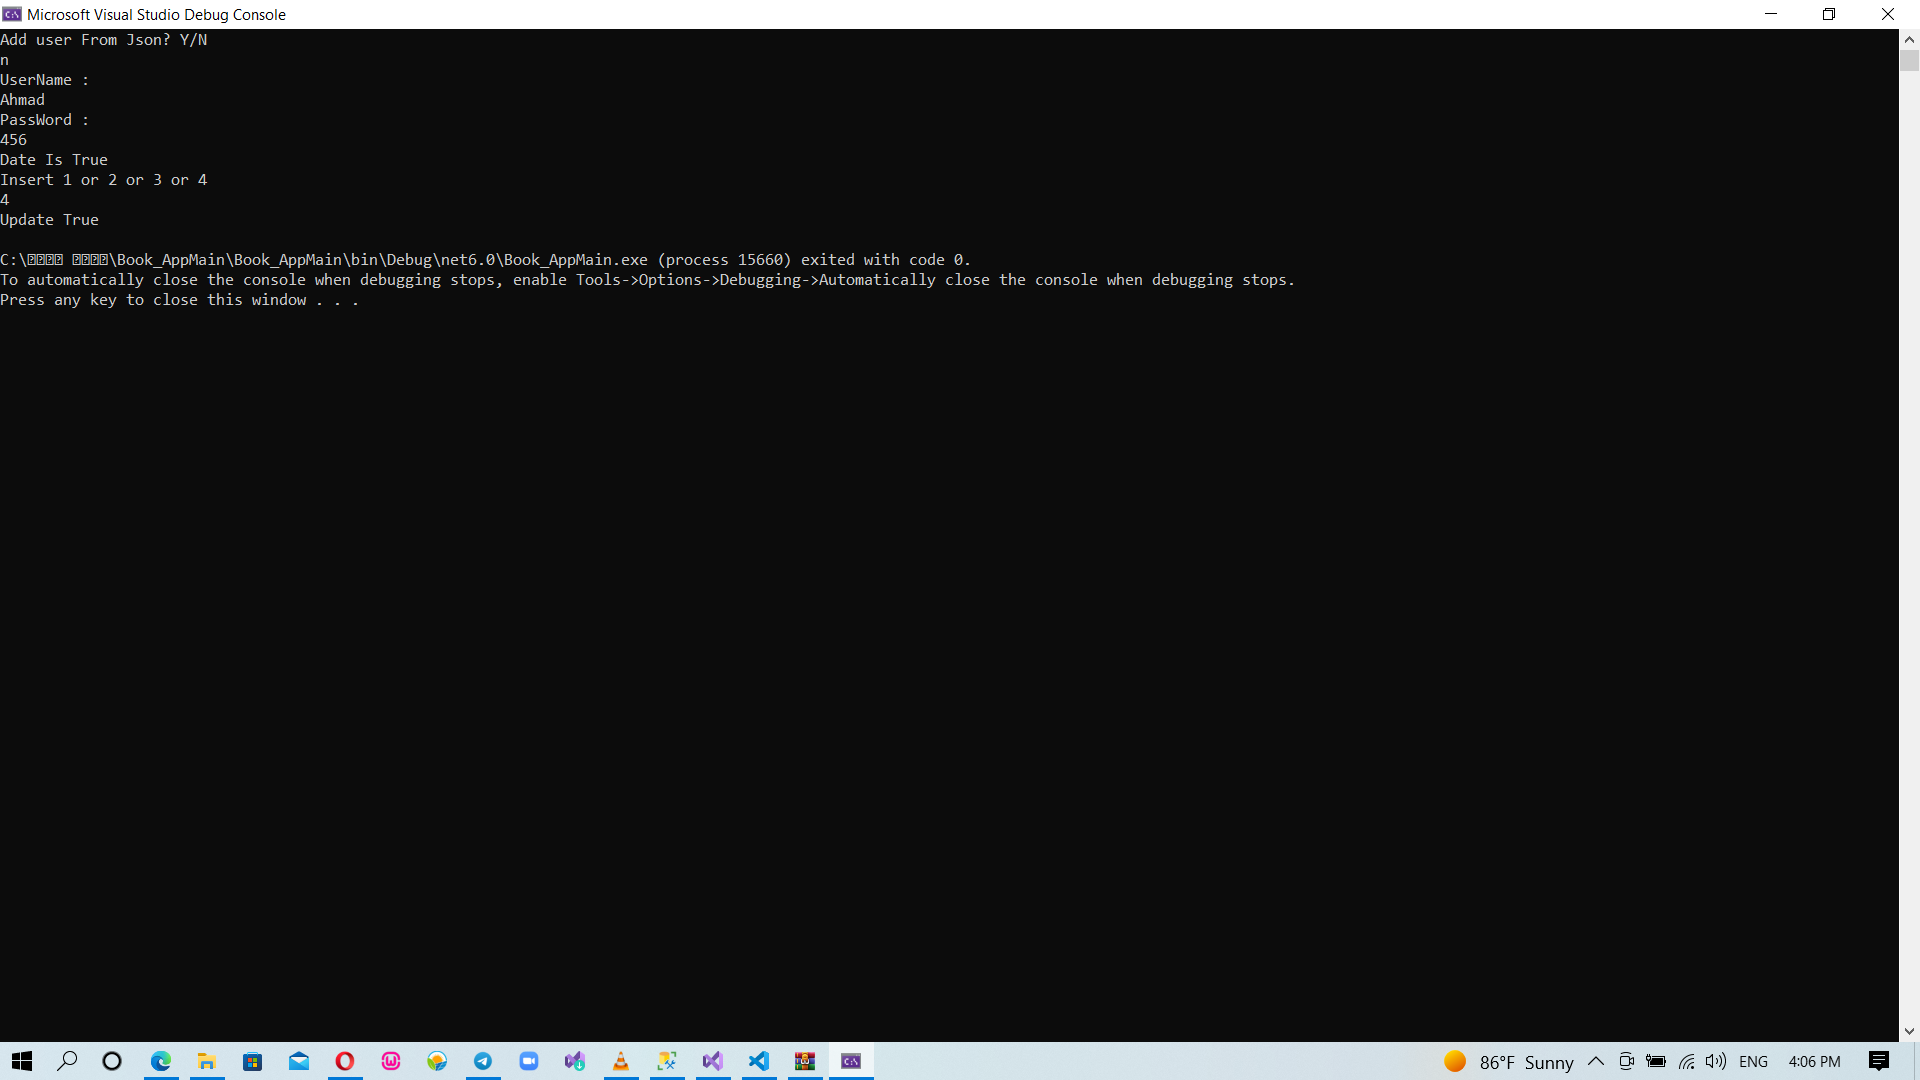 Microsoft Visual Studio Debug Console
Add user From Json? Y/N
n
UserName :
Ahmad
PassWord :
456
Date Is True
Insert 1 or 2 or 3 or 4
4
Update True
C:\ \Book_AppMain\Book_AppMain\bin\Debug\net6.0\Book_AppMain.exe (process 15660) exited with code 0.
To automatically close the console when debugging stops, enable Tools->Options->Debugging->Automatically close the console when debugging stops.
Press any key to close this window . . .
86°F Sunny ENG 4:06 PM